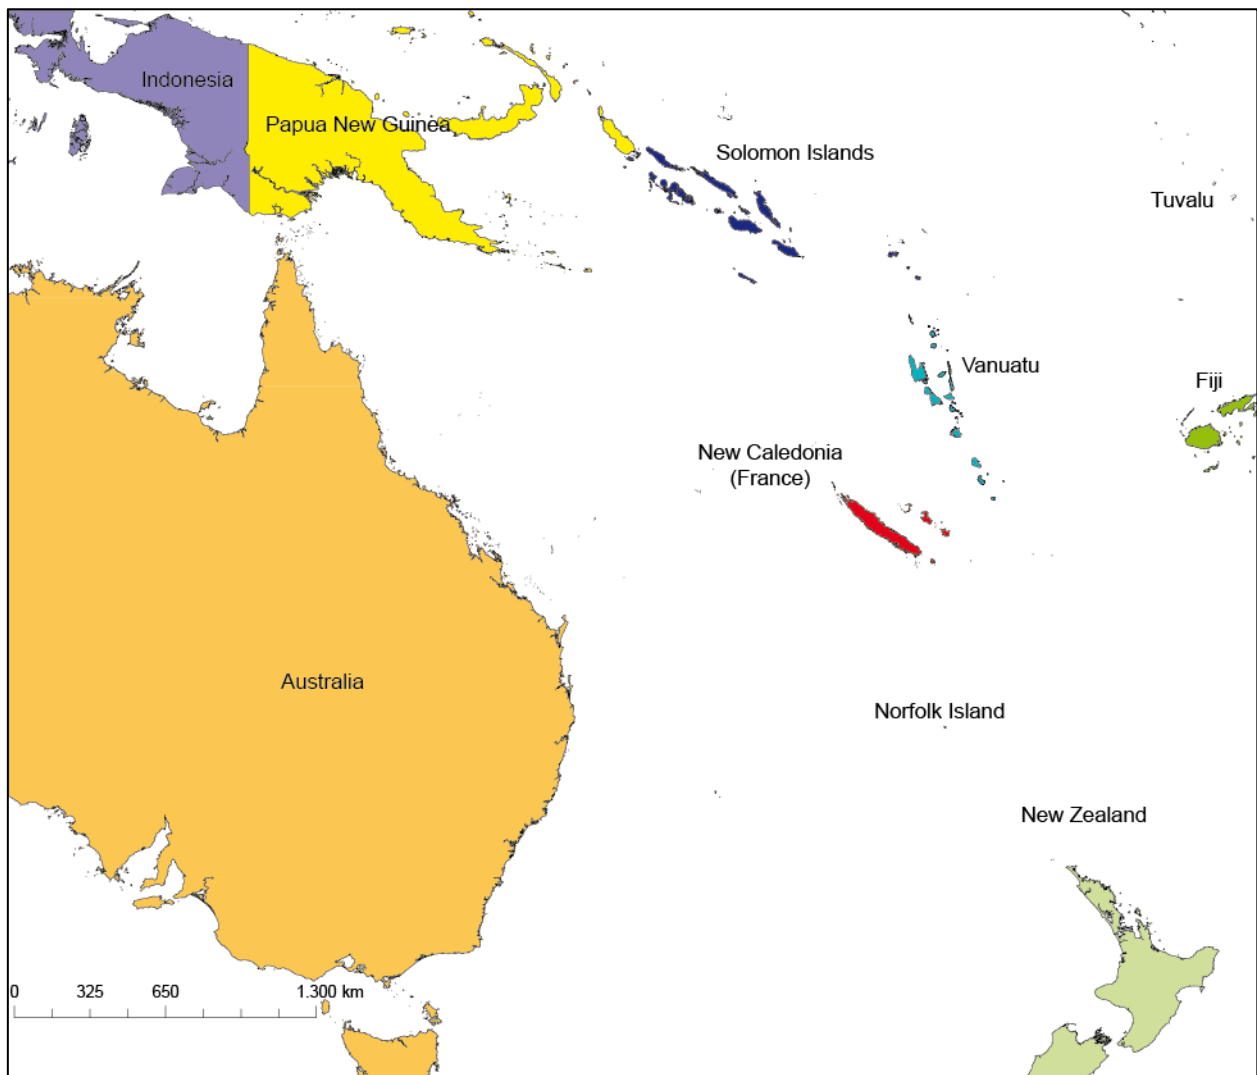 Indonesia
Papua New Guinea
Solomon Islands
Tuvalu
Vanuatu
Fiji
New Caledonia
(France)
Australia
Norfolk Island
New Zealand
0 325 650 1.300 km